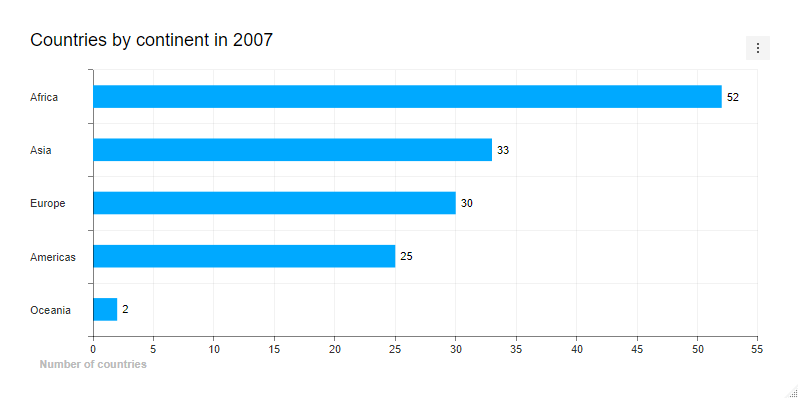 Countries by continent in 2007
Africa 52
Asia 33
Europe 30
Americas 25
Oceania 2
0 5 10 15 20 25 30 35 40 45 50 55
Number of countries